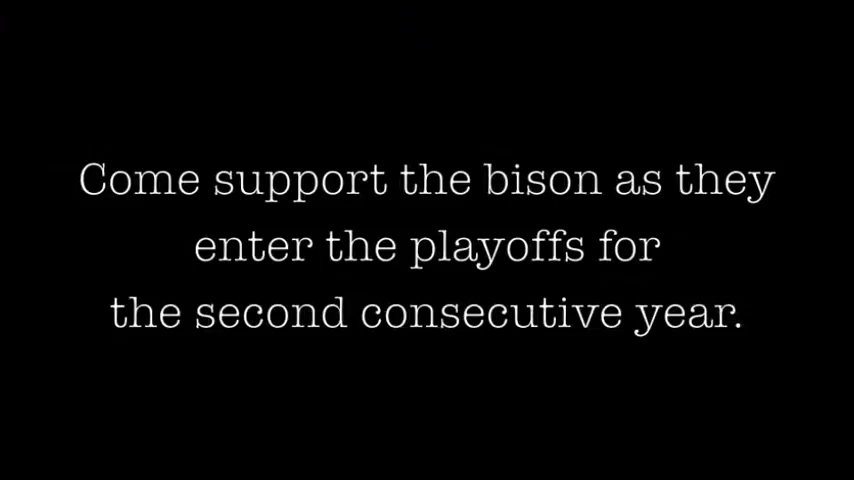 Come support the bison as they
enter the playoffs for
the second consecutive year.